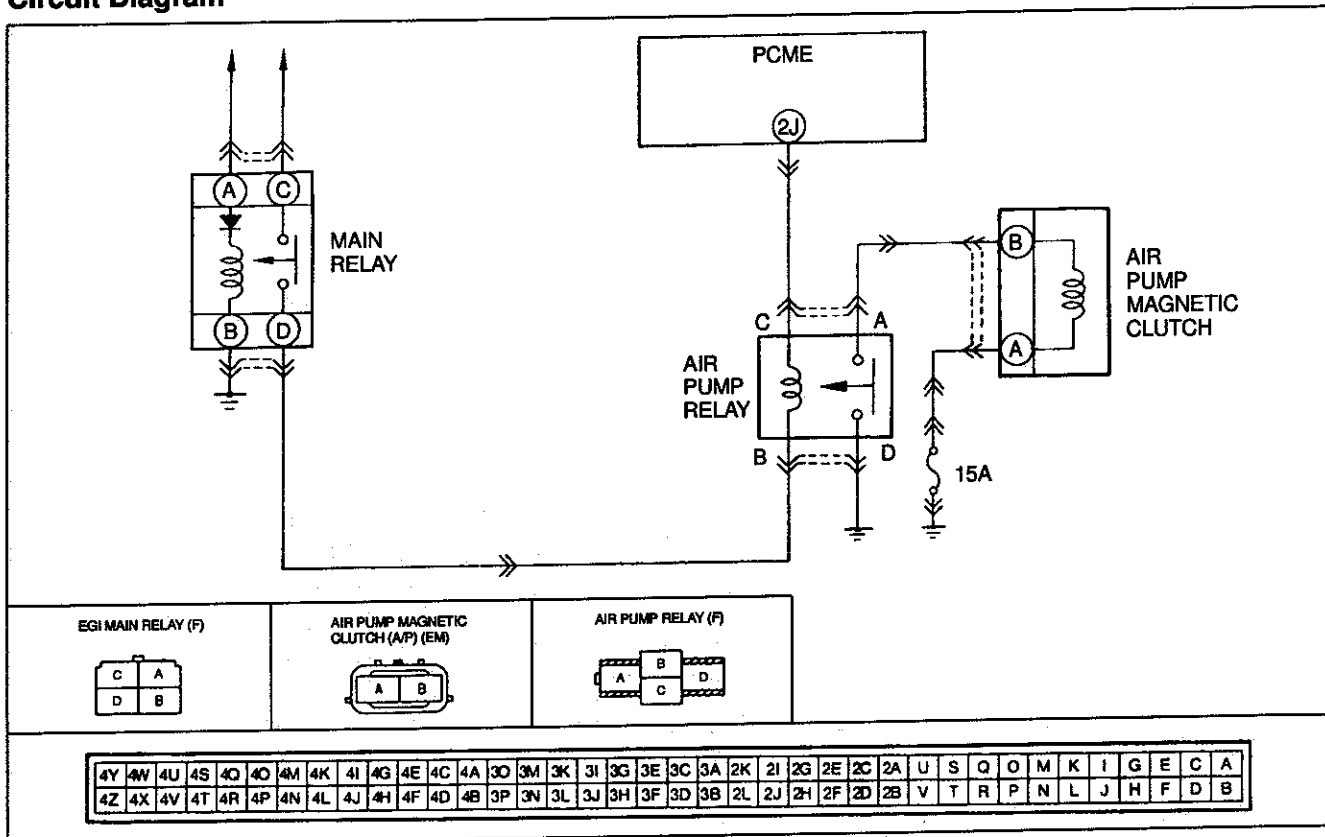 Circuit Diagram
PCME
2J
A
C
MAIN
RELAY
B
D
B
AIR
PUMP
MAGNETIC
CLUTCH
A
C
A
AIR
PUMP
RELAY
B
D
15A
EGI MAIN RELAY (F)
C A
D B
AIR PUMP MAGNETIC
CLUTCH (A/P) (EM)
A B
AIR PUMP RELAY (F)
B
A D
C
4Y 4W 4U 4S 4Q 4O 4M 4K 4I 4G 4E 4C 4A 3O 3M 3K 3I 3G 3E 3C 3A 2K 2I 2G 2E 2C 2A U S Q O M K I G E C A
4Z 4X 4V 4T 4R 4P 4N 4L 4J 4H 4F 4D 4B 3P 3N 3L 3J 3H 3F 3D 3B 2L 2J 2H 2F 2D 2B V T R P N L J H F D B